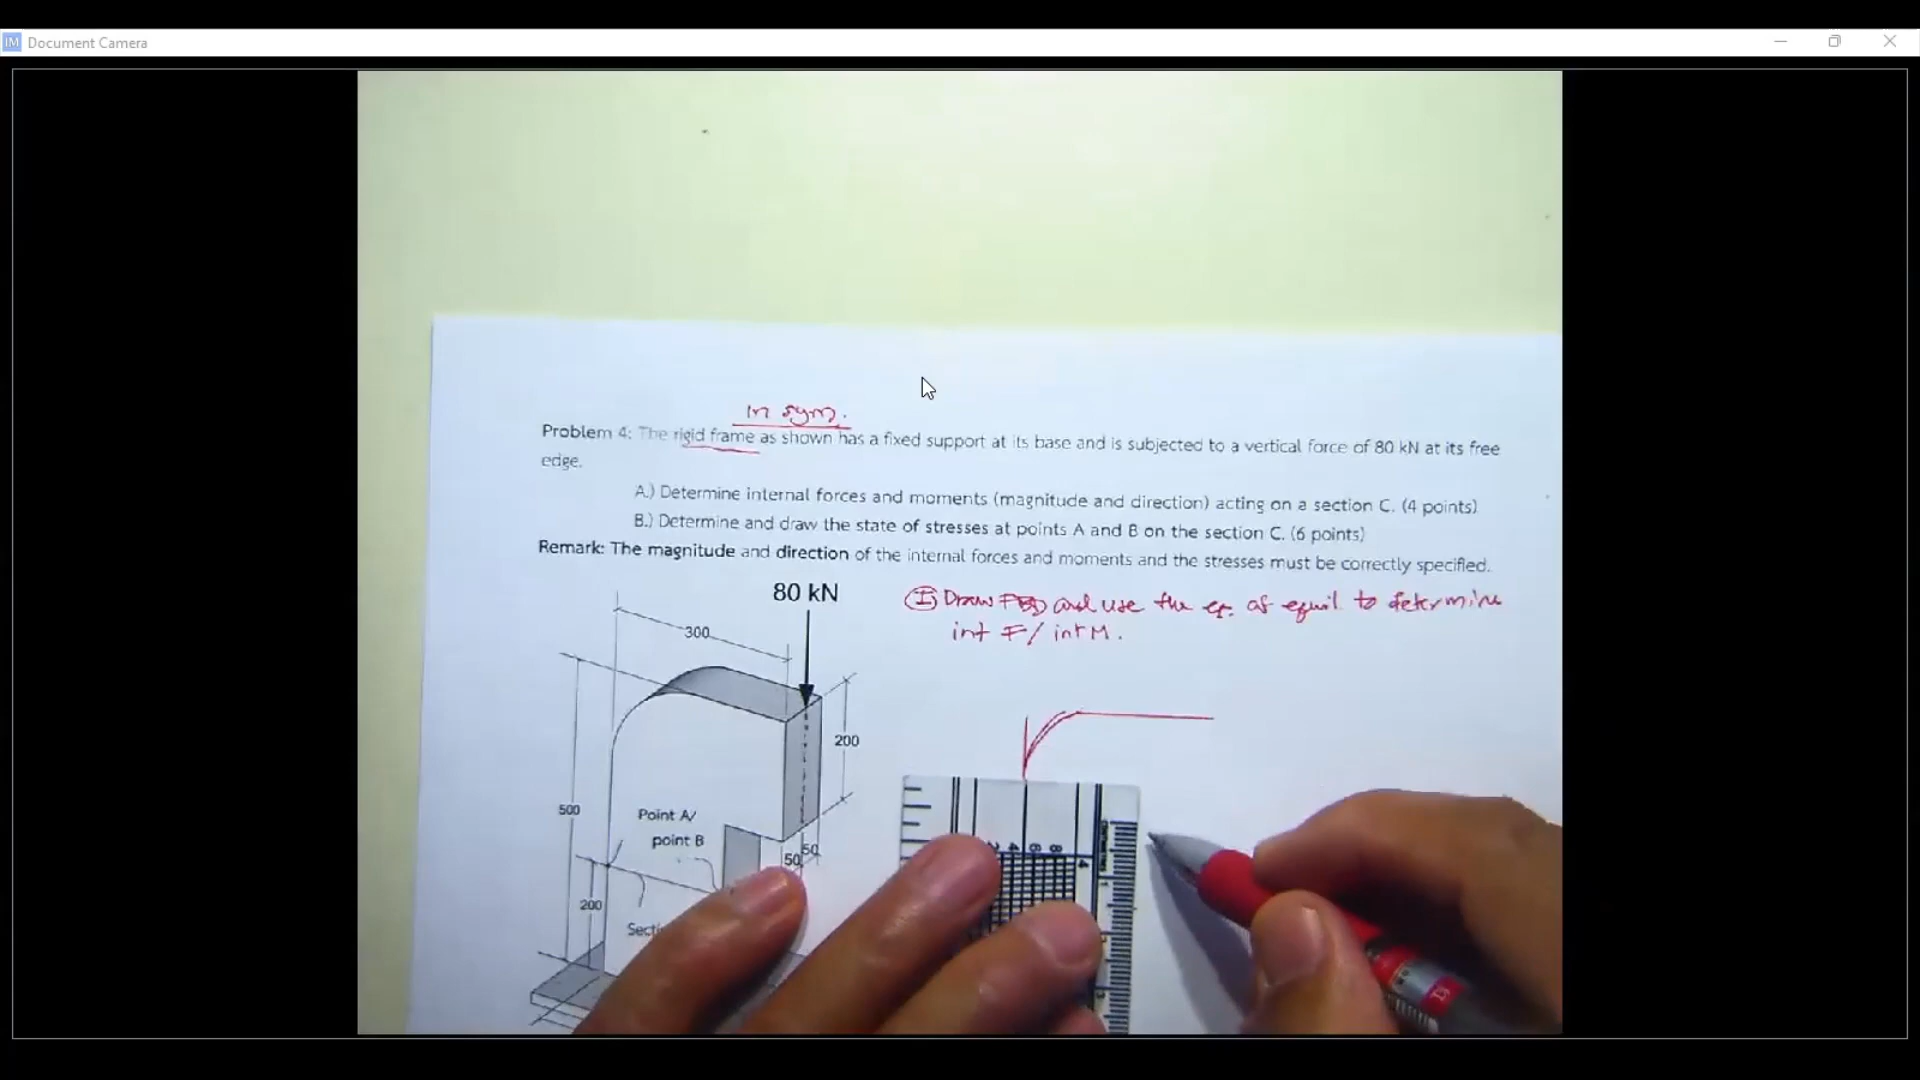 Document Camera
in sym.
Problem 4: The rigid frame as shown has a fixed support at its base and is subjected to a vertical force of 80 kN at its free
edge.
A.) Determine internal forces and moments (magnitude and direction) acting on a section C. (4 points)
B.) Determine and draw the state of stresses at points A and B on the section C. (6 points)
Remark: The magnitude and direction of the internal forces and moments and the stresses must be correctly specified.
80 kN
I Draw FBD and use the eq. of equil to determine
int F/ int M.
300
200
500
Point A/
point B
50
50
200